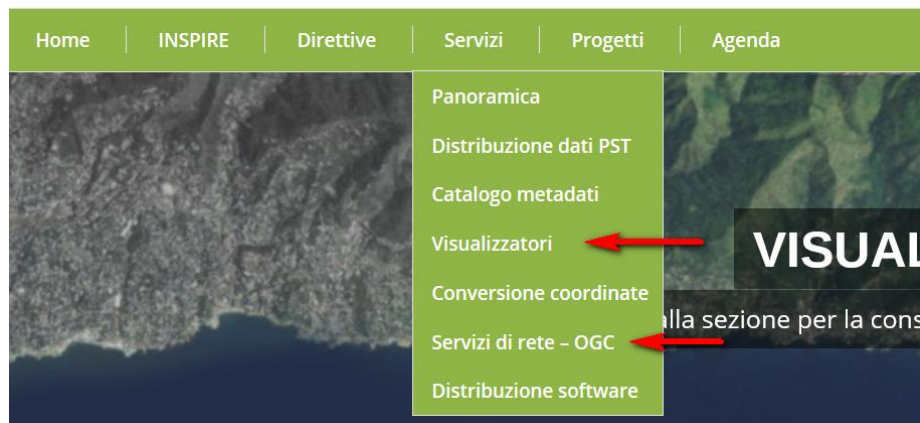 Home INSPIRE Direttive Servizi Progetti Agenda
Panoramica
Distribuzione dati PST
Catalogo metadati
Visualizzatori
VISUAL
Conversione coordinate
alla sezione per la cons
Servizi di rete – OGC
Distribuzione software